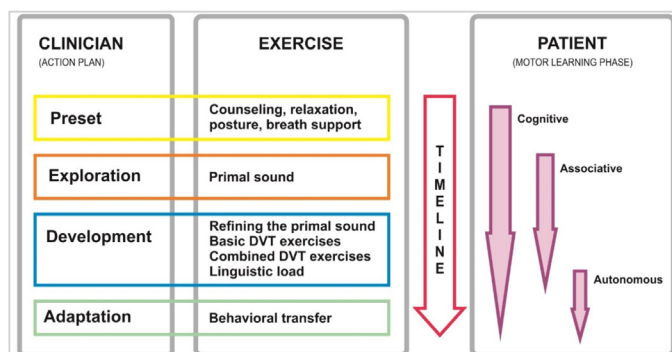 CLINICIAN
(ACTION PLAN)
EXERCISE
PATIENT
(MOTOR LEARNING PHASE)
Preset
Counseling, relaxation,
posture, breath support
Exploration
Primal sound
Development
Refining the primal sound
Basic DVT exercises
Combined DVT exercises
Linguistic load
Adaptation
Behavioral transfer
TIMELINE
Cognitive
Associative
Autonomous